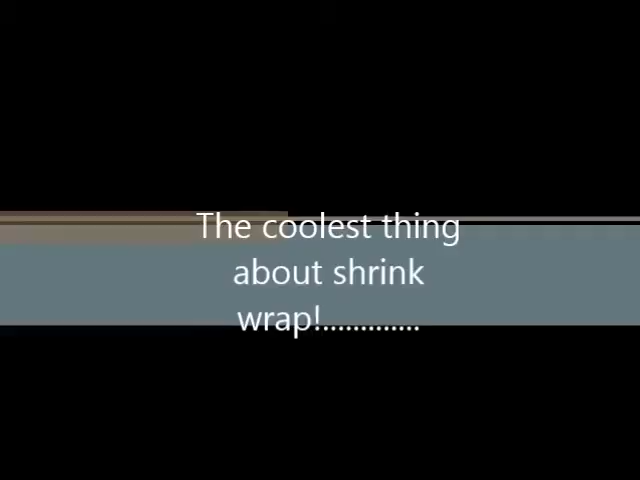 The coolest thing
about shrink
wrap!.............